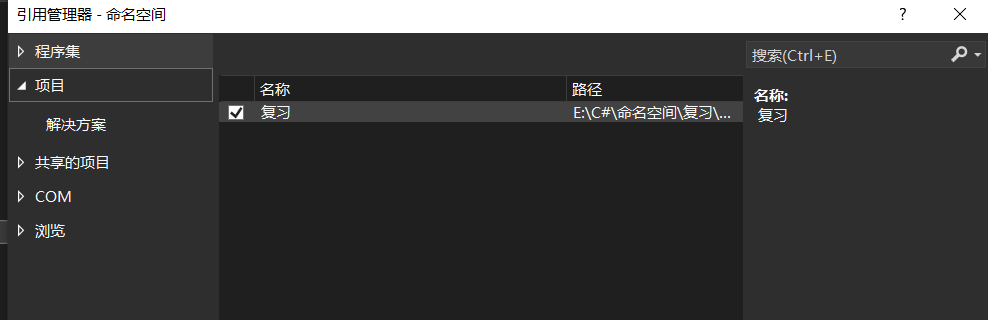 引用管理器 - 命名空间
?
程序集
项目
解决方案
共享的项目
COM
浏览
名称 路径
复习 E:\C#\命名空间\复习\...
搜索(Ctrl+E)
名称:
复习